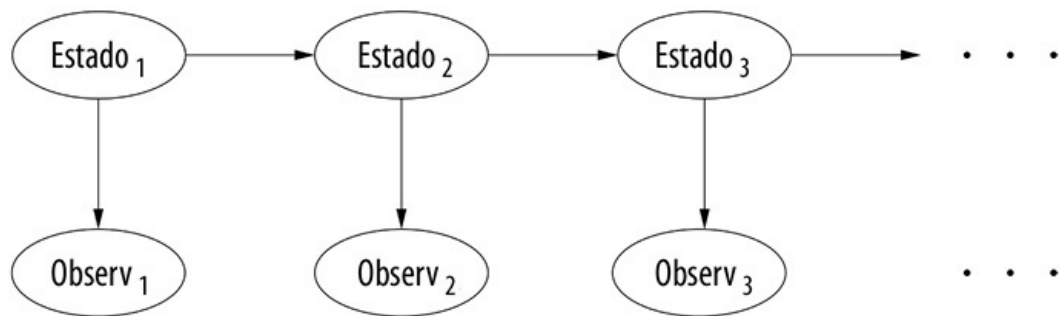 Estado 1 Estado 2 Estado 3 . . .
Observ 1 Observ 2 Observ 3 . . .